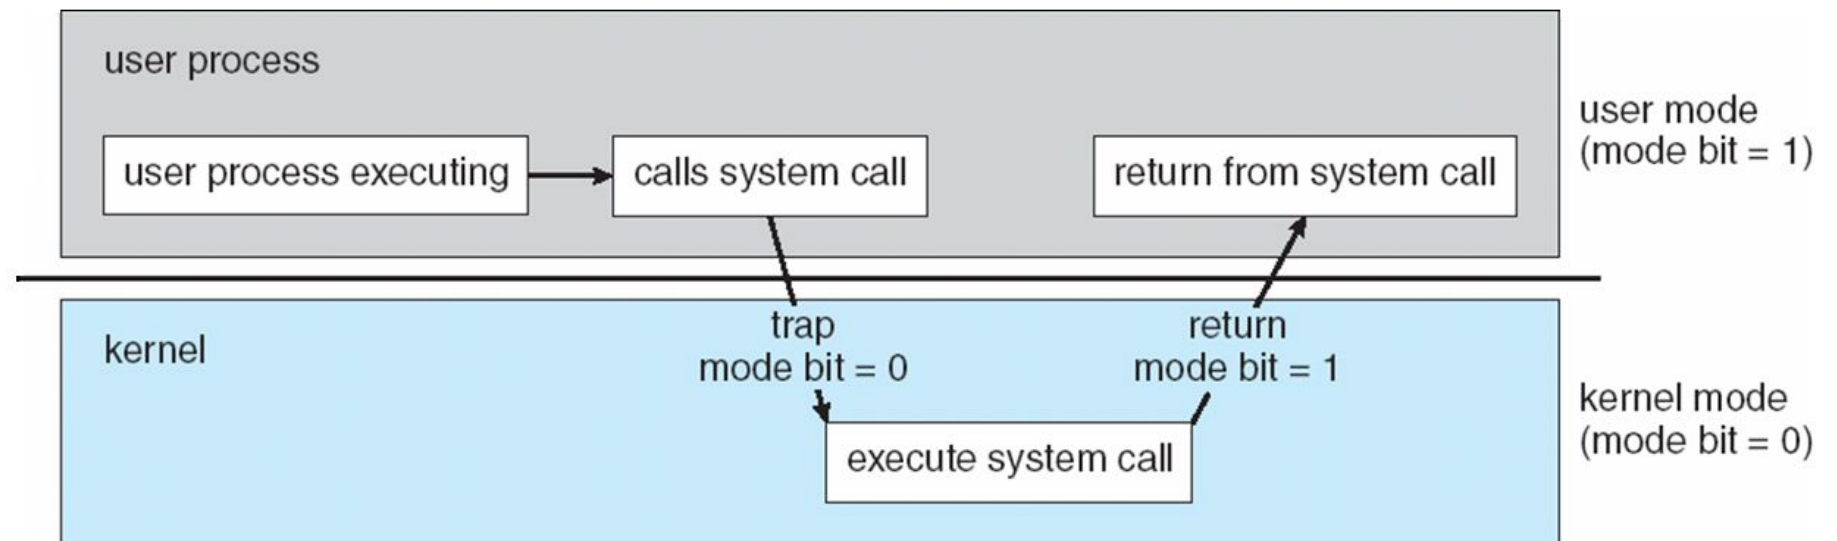 user process
user process executing
calls system call
return from system call
user mode
(mode bit = 1)
kernel
trap
mode bit = 0
return
mode bit = 1
execute system call
kernel mode
(mode bit = 0)